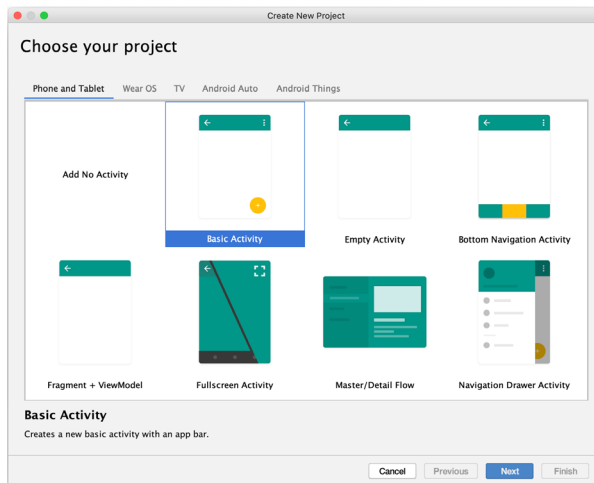 Create New Project
Choose your project
Phone and Tablet Wear OS TV Android Auto Android Things
Add No Activity
Basic Activity
Empty Activity
Bottom Navigation Activity
Fragment + ViewModel
Fullscreen Activity
Master/Detail Flow
Navigation Drawer Activity
Basic Activity
Creates a new basic activity with an app bar.
Cancel Previous Next Finish